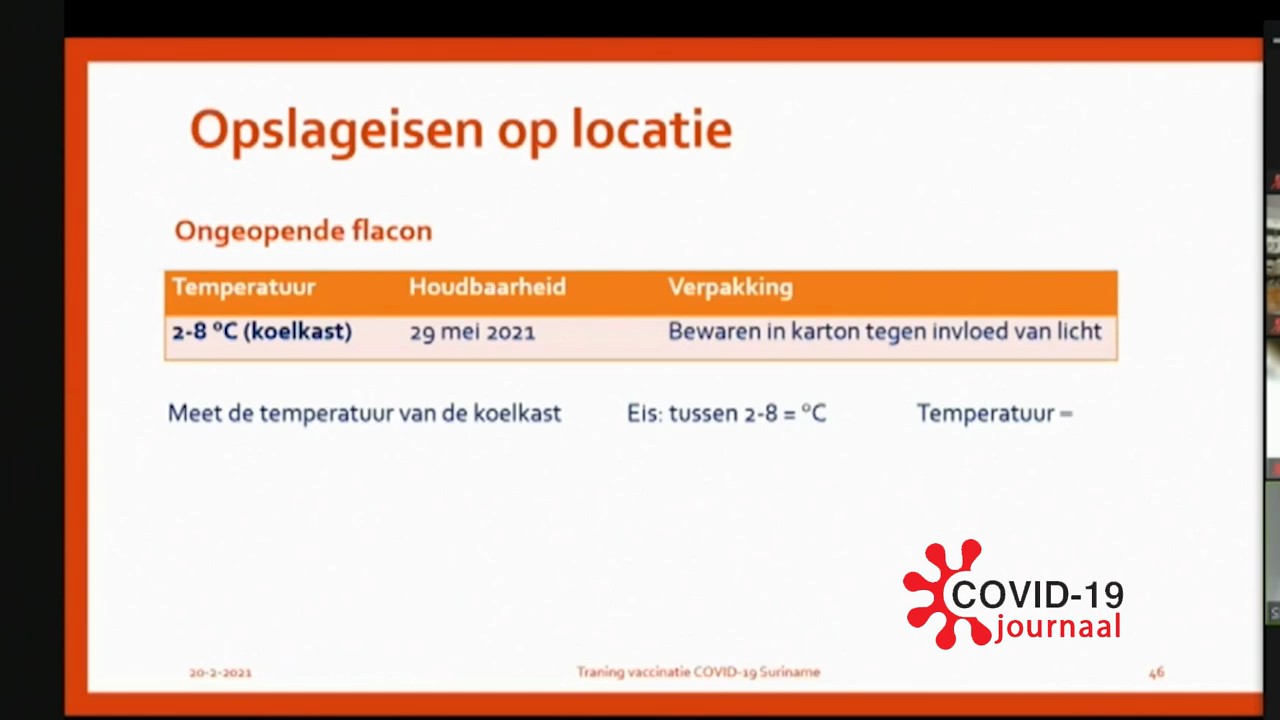 Opslageisen op locatie
Ongeopende flacon
Temperatuur Houdbaarheid Verpakking
2-8 °C (koelkast) 29 mei 2021 Bewaren in karton tegen invloed van licht
Meet de temperatuur van de koelkast Eis: tussen 2-8 = °C Temperatuur =
COVID-19
journaal
20-2-2021 Traning vaccinatie COVID-19 Suriname 46